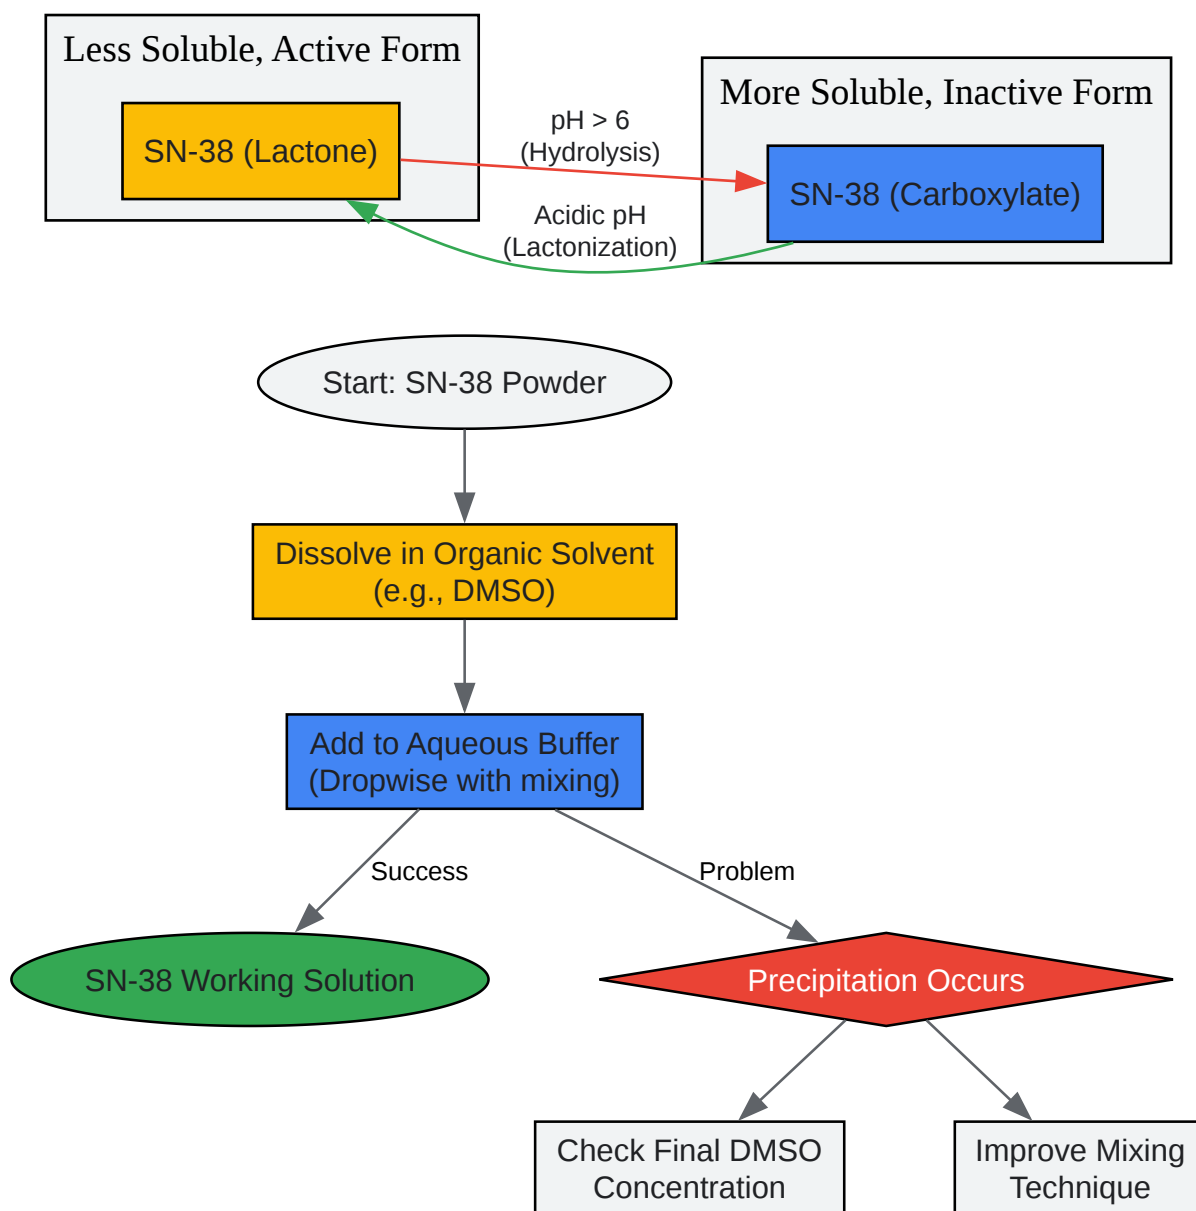 Less Soluble, Active Form
SN-38 (Lactone)
pH > 6
(Hydrolysis)
More Soluble, Inactive Form
SN-38 (Carboxylate)
Acidic pH
(Lactonization)
Start: SN-38 Powder
Dissolve in Organic Solvent
(e.g., DMSO)
Add to Aqueous Buffer
(Dropwise with mixing)
Success
Problem
SN-38 Working Solution
Precipitation Occurs
Check Final DMSO
Concentration
Improve Mixing
Technique